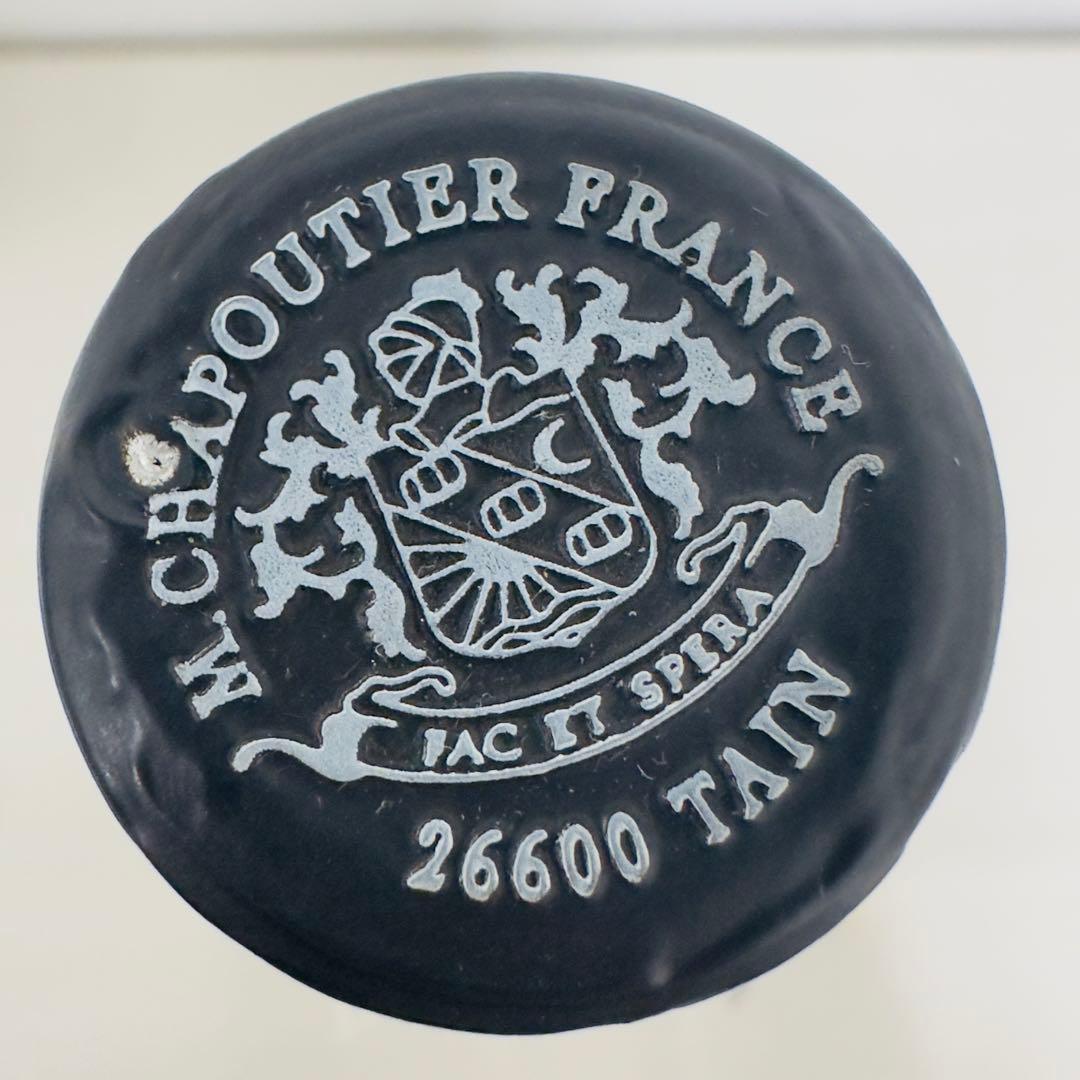 M. CHAPOUTIER FRANCE
FAC ET SPERA
26600 TAIN